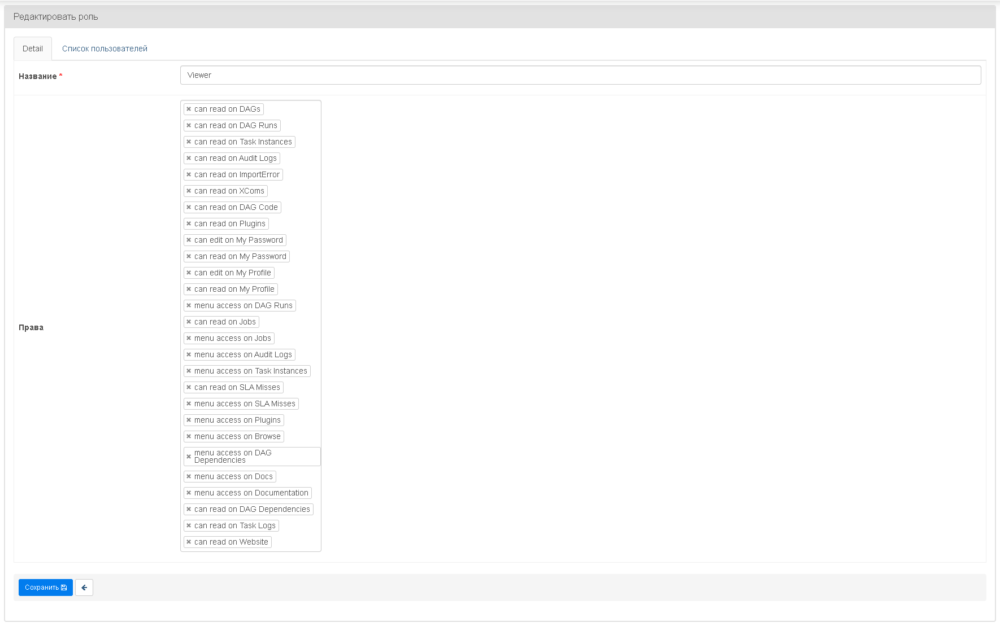 Редактировать роль
Detail
Список пользователей
Название *
Viewer
Права
can read on DAGs
can read on DAG Runs
can read on Task Instances
can read on Audit Logs
can read on ImportError
can read on XComs
can read on DAG Code
can read on Plugins
can edit on My Password
can read on My Password
can edit on My Profile
can read on My Profile
menu access on DAG Runs
can read on Jobs
menu access on Jobs
menu access on Audit Logs
menu access on Task Instances
can read on SLA Misses
menu access on SLA Misses
menu access on Plugins
menu access on Browse
menu access on DAG
Dependencies
menu access on Docs
menu access on Documentation
can read on DAG Dependencies
can read on Task Logs
can read on Website
Сохранить